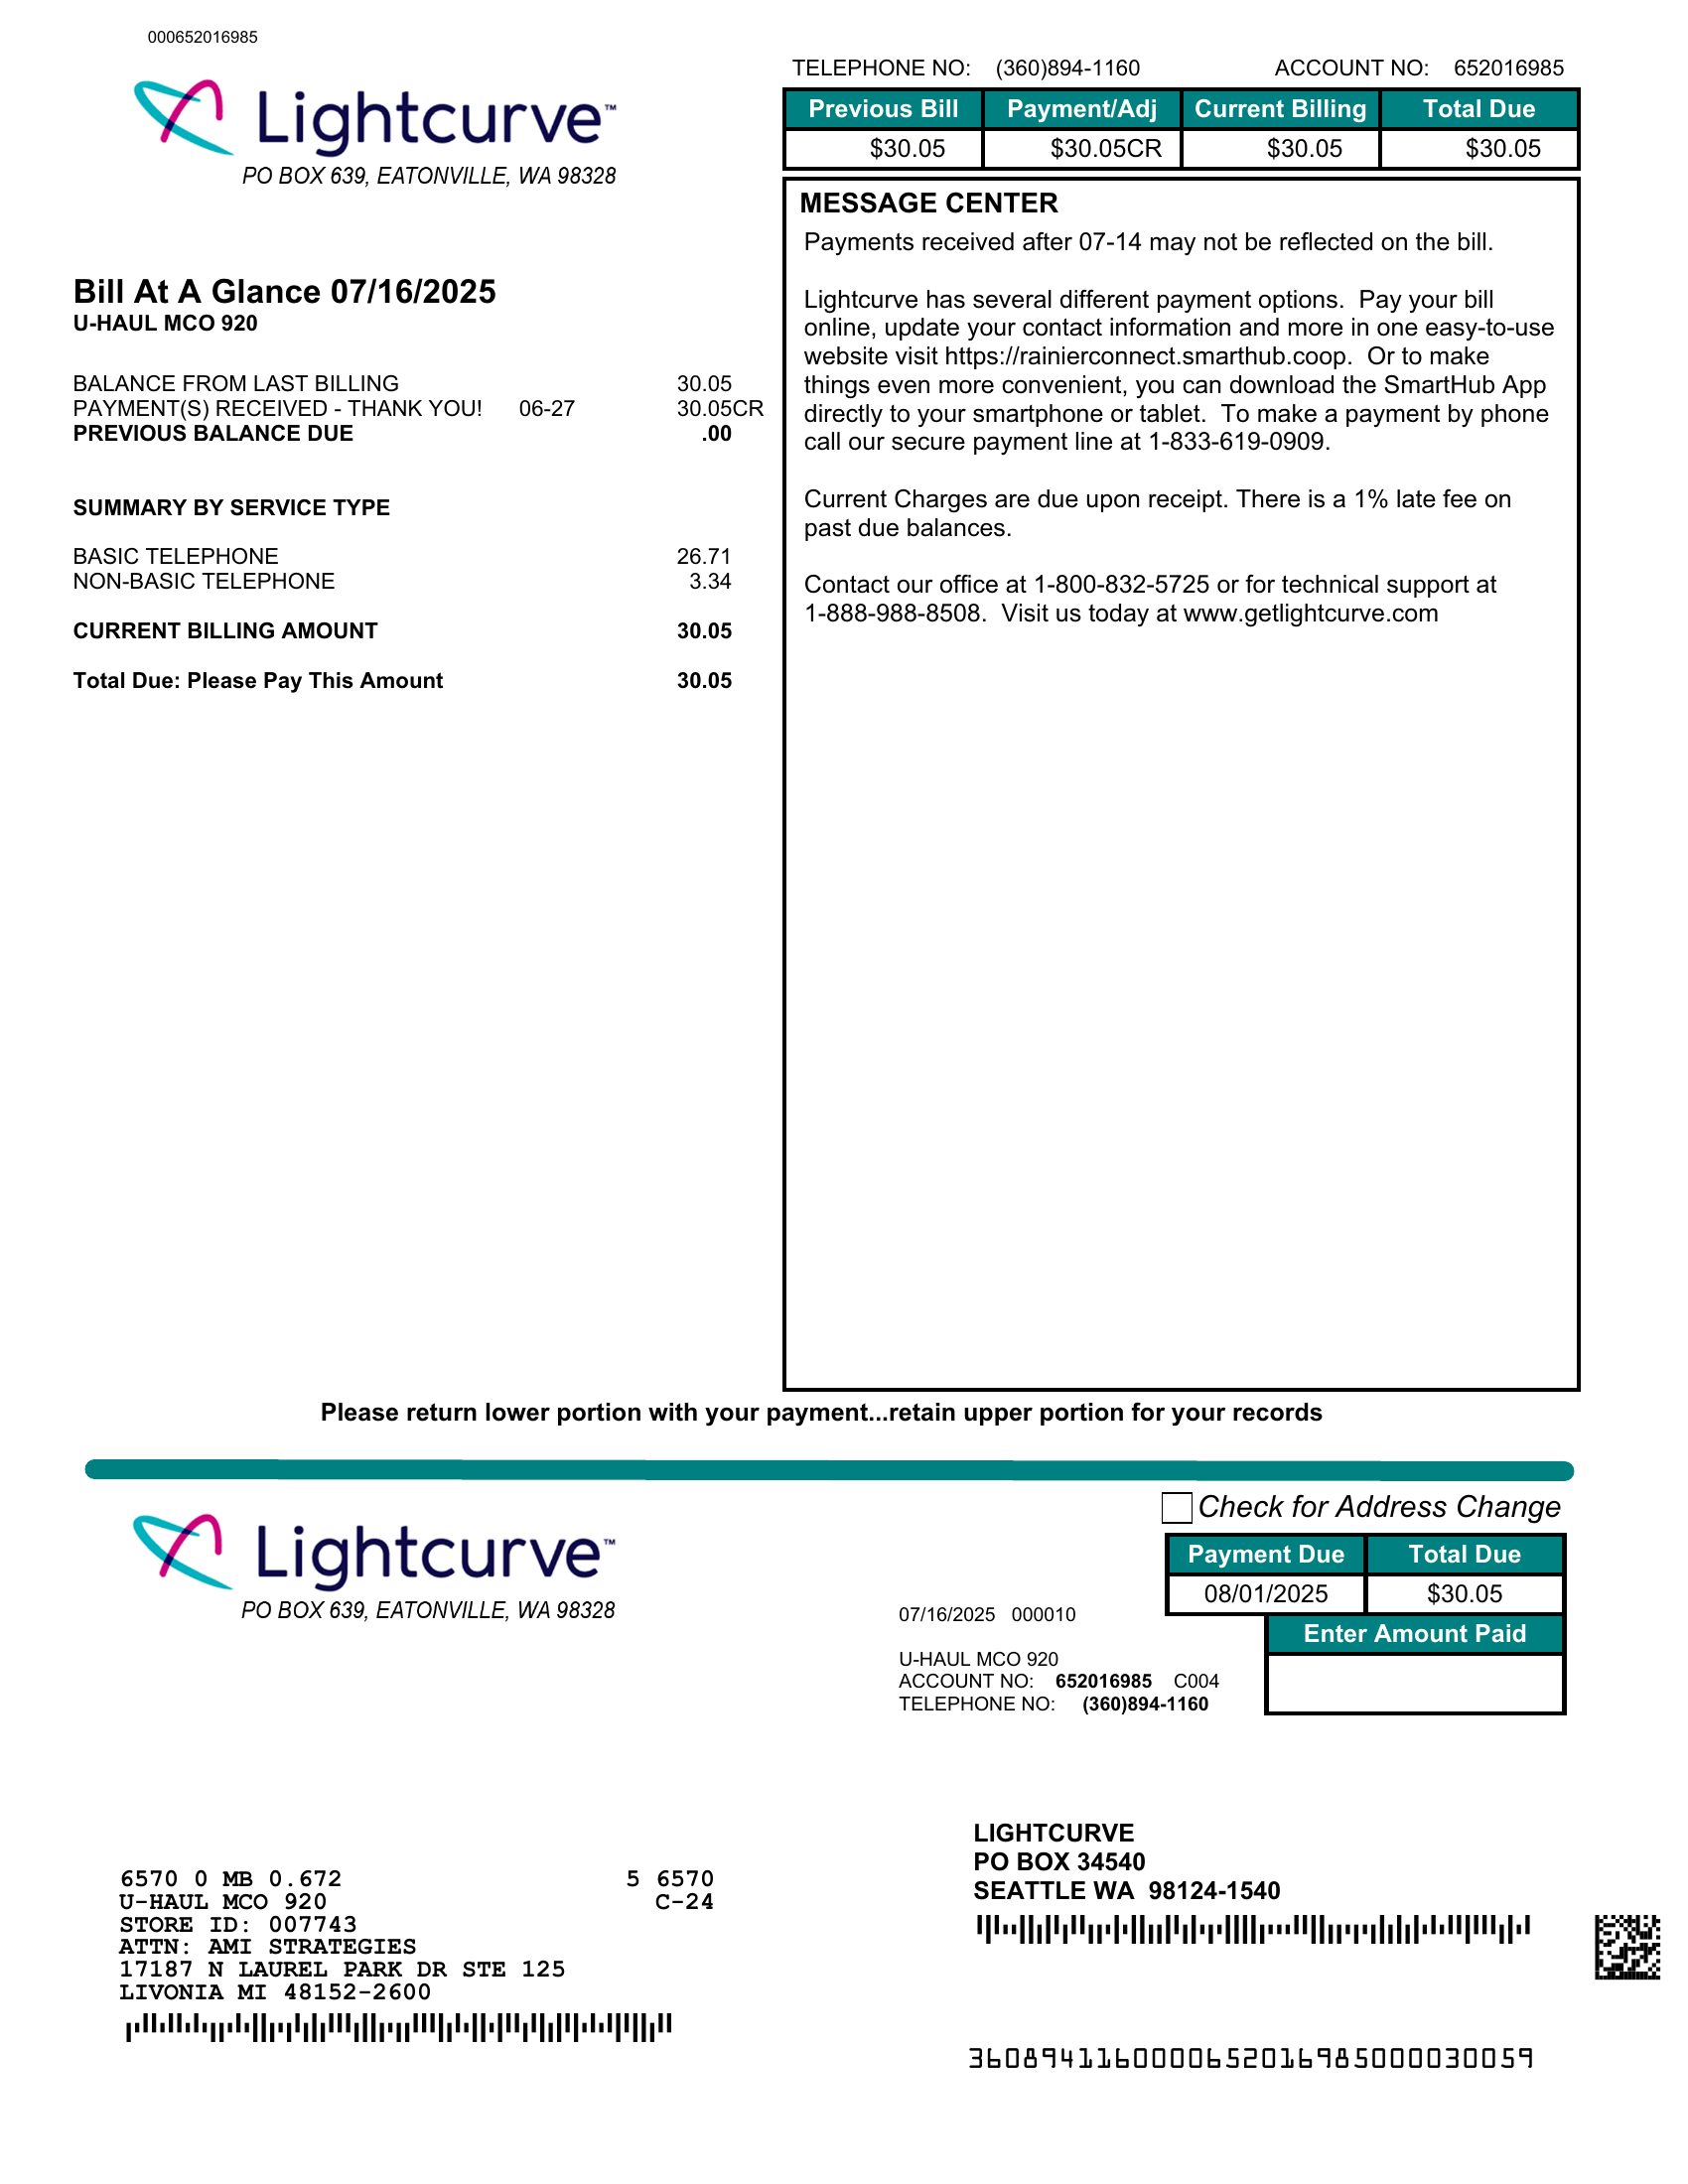 000652016985
Lightcurve™
PO BOX 639, EATONVILLE, WA 98328
TELEPHONE NO: (360)894-1160 ACCOUNT NO: 652016985
Previous Bill Payment/Adj Current Billing Total Due
$30.05 $30.05CR $30.05 $30.05
Bill At A Glance 07/16/2025
U-HAUL MCO 920
BALANCE FROM LAST BILLING 30.05
PAYMENT(S) RECEIVED - THANK YOU! 06-27 30.05CR
PREVIOUS BALANCE DUE .00
SUMMARY BY SERVICE TYPE
BASIC TELEPHONE 26.71
NON-BASIC TELEPHONE 3.34
CURRENT BILLING AMOUNT 30.05
Total Due: Please Pay This Amount 30.05
MESSAGE CENTER
Payments received after 07-14 may not be reflected on the bill.
Lightcurve has several different payment options. Pay your bill
online, update your contact information and more in one easy-to-use
website visit https://rainierconnect.smarthub.coop. Or to make
things even more convenient, you can download the SmartHub App
directly to your smartphone or tablet. To make a payment by phone
call our secure payment line at 1-833-619-0909.
Current Charges are due upon receipt. There is a 1% late fee on
past due balances.
Contact our office at 1-800-832-5725 or for technical support at
1-888-988-8508. Visit us today at www.getlightcurve.com
Please return lower portion with your payment...retain upper portion for your records
Lightcurve™
PO BOX 639, EATONVILLE, WA 98328
Check for Address Change
Payment Due Total Due
08/01/2025 $30.05
Enter Amount Paid
07/16/2025 000010
U-HAUL MCO 920
ACCOUNT NO: 652016985 C004
TELEPHONE NO: (360)894-1160
6570 0 MB 0.672 5 6570
U-HAUL MCO 920 C-24
STORE ID: 007743
ATTN: AMI STRATEGIES
17187 N LAUREL PARK DR STE 125
LIVONIA MI 48152-2600
LIGHTCURVE
PO BOX 34540
SEATTLE WA 98124-1540
3608941160000652016985000030059